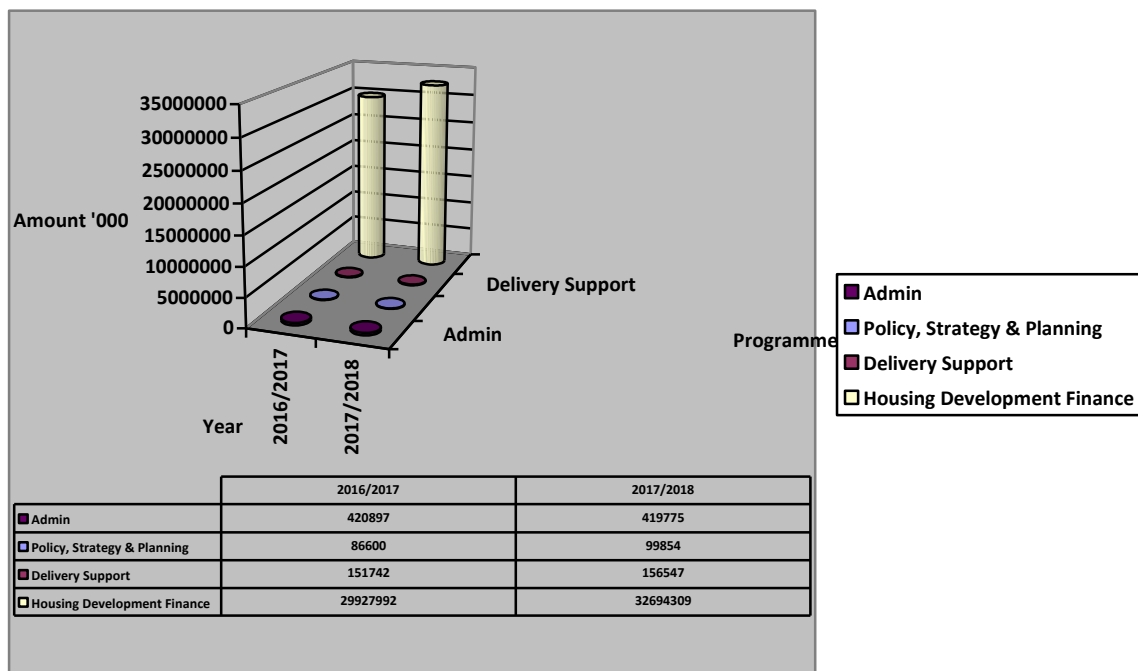 35000000
30000000
25000000
20000000
15000000
10000000
5000000
0
Amount '000
2016/2017
2017/2018
Year
Delivery Support
Admin
Programme
Admin
Policy, Strategy & Planning
Delivery Support
Housing Development Finance
2016/2017 2017/2018
Admin 420897 419775
Policy, Strategy & Planning 86600 99854
Delivery Support 151742 156547
Housing Development Finance 29927992 32694309